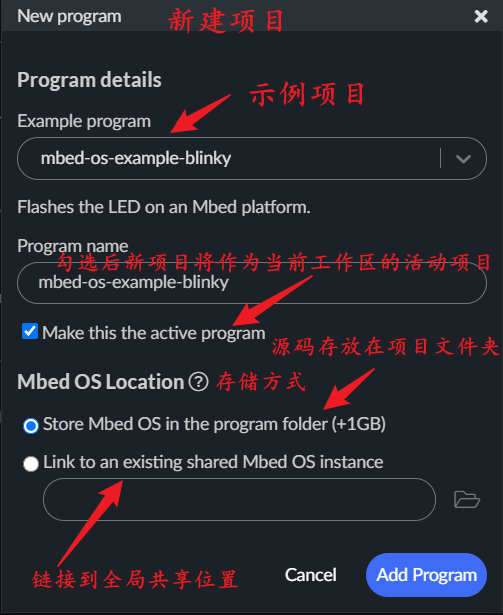 New program
新建项目
Program details
示例项目
Example program
mbed-os-example-blinky
Flashes the LED on an Mbed platform.
Program name
勾选后新项目将作为当前工作区的活动项目
mbed-os-example-blinky
Make this the active program
源码存放在项目文件夹
Mbed OS Location ? 存储方式
Store Mbed OS in the program folder (+1GB)
Link to an existing shared Mbed OS instance
链接到全局共享位置
Cancel
Add Program